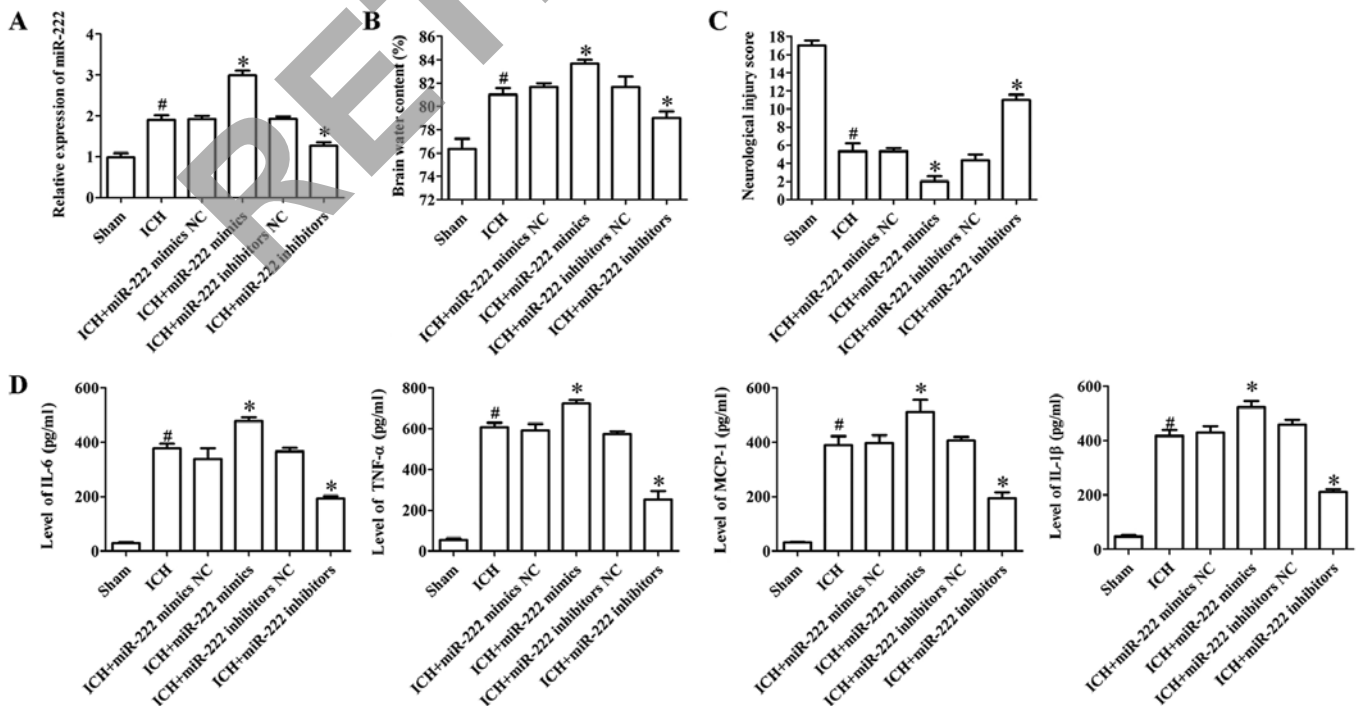 A
Relative expression of miR-222
4
3
2
1
0
#
*
*
Sham
ICH
ICH+miR-222 mimics NC
ICH+miR-222 mimics
ICH+miR-222 inhibitors NC
ICH+miR-222 inhibitors
B
Brain water content (%)
86
84
82
80
78
76
74
72
#
*
*
Sham
ICH
ICH+miR-222 mimics NC
ICH+miR-222 mimics
ICH+miR-222 inhibitors NC
ICH+miR-222 inhibitors
C
Neurological injury score
18
16
14
12
10
8
6
4
2
0
#
*
*
Sham
ICH
ICH+miR-222 mimics NC
ICH+miR-222 mimics
ICH+miR-222 inhibitors NC
ICH+miR-222 inhibitors
RET
D
Level of IL-6 (pg/ml)
600
400
200
0
#
*
*
Sham
ICH
ICH+miR-222 mimics NC
ICH+miR-222 mimics
ICH+miR-222 inhibitors NC
ICH+miR-222 inhibitors
Level of TNF-α (pg/ml)
800
600
400
200
0
#
*
*
Sham
ICH
ICH+miR-222 mimics NC
ICH+miR-222 mimics
ICH+miR-222 inhibitors NC
ICH+miR-222 inhibitors
Level of MCP-1 (pg/ml)
600
400
200
0
#
*
*
Sham
ICH
ICH+miR-222 mimics NC
ICH+miR-222 mimics
ICH+miR-222 inhibitors NC
ICH+miR-222 inhibitors
Level of IL-1β (pg/ml)
600
400
200
0
#
*
*
Sham
ICH
ICH+miR-222 mimics NC
ICH+miR-222 mimics
ICH+miR-222 inhibitors NC
ICH+miR-222 inhibitors